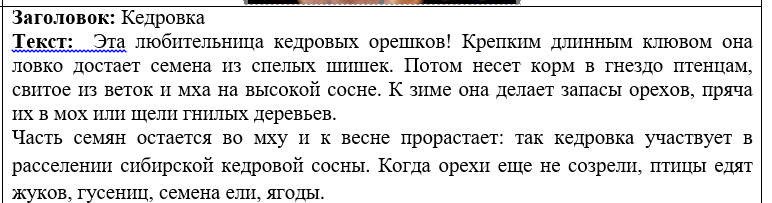 Заголовок: Кедровка
Текст: Эта любительница кедровых орешков! Крепким длинным клювом она
ловко достает семена из спелых шишек. Потом несет корм в гнездо птенцам,
свитое из веток и мха на высокой сосне. К зиме она делает запасы орехов, пряча
их в мох или щели гнилых деревьев.
Часть семян остается во мху и к весне прорастает: так кедровка участвует в
расселении сибирской кедровой сосны. Когда орехи еще не созрели, птицы едят
жуков, гусениц, семена ели, ягоды.